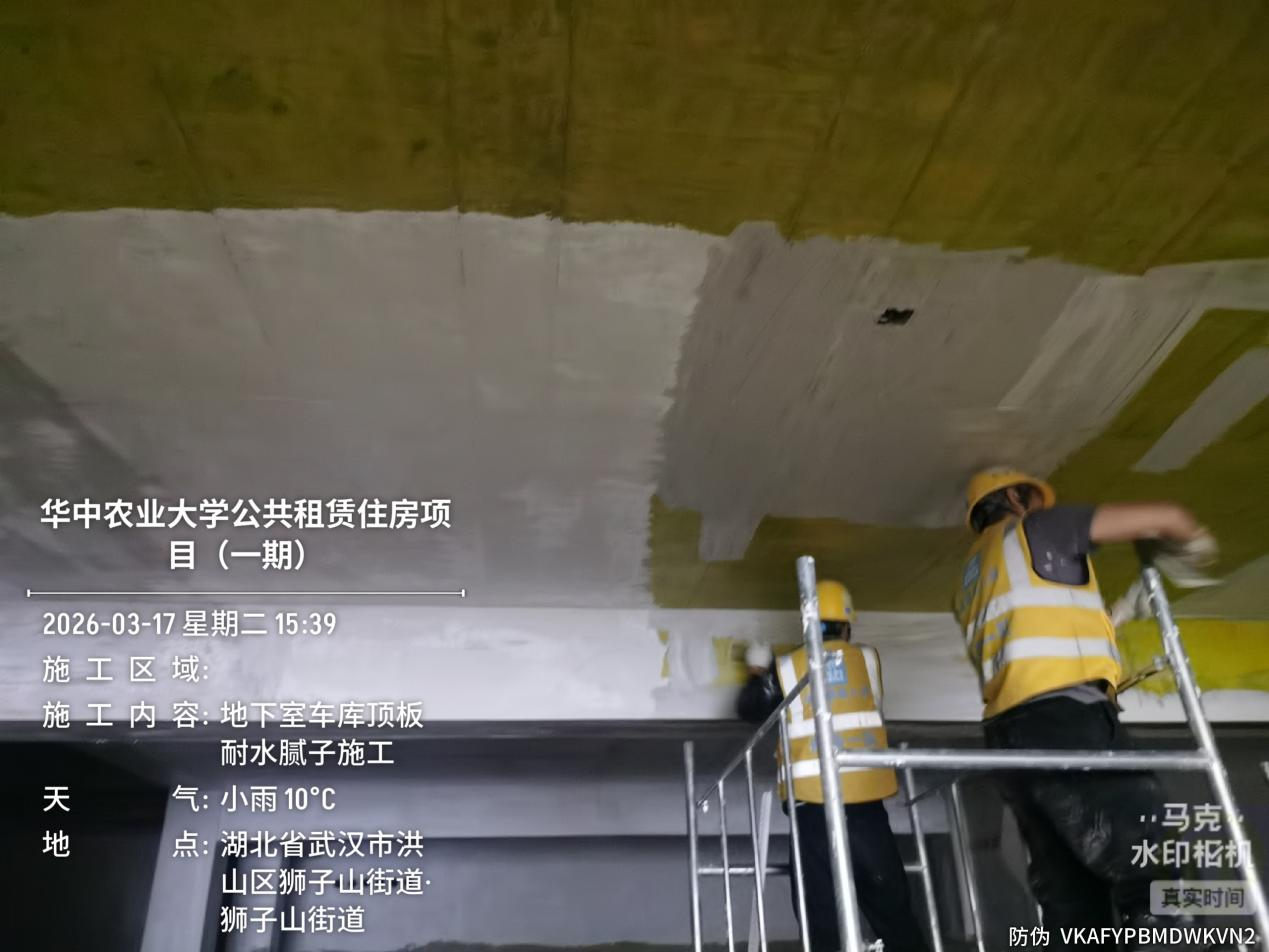 华中农业大学公共租赁住房项
目（一期）
2026-03-17 星期二 15:39
施工区域:
施工内容: 地下室车库顶板
耐水腻子施工
天气: 小雨 10°C
地点: 湖北省武汉市洪
山区狮子山街道·
狮子山街道
马克
水印相机
真实时间
防伪 VKAFYPBMDWKVN2